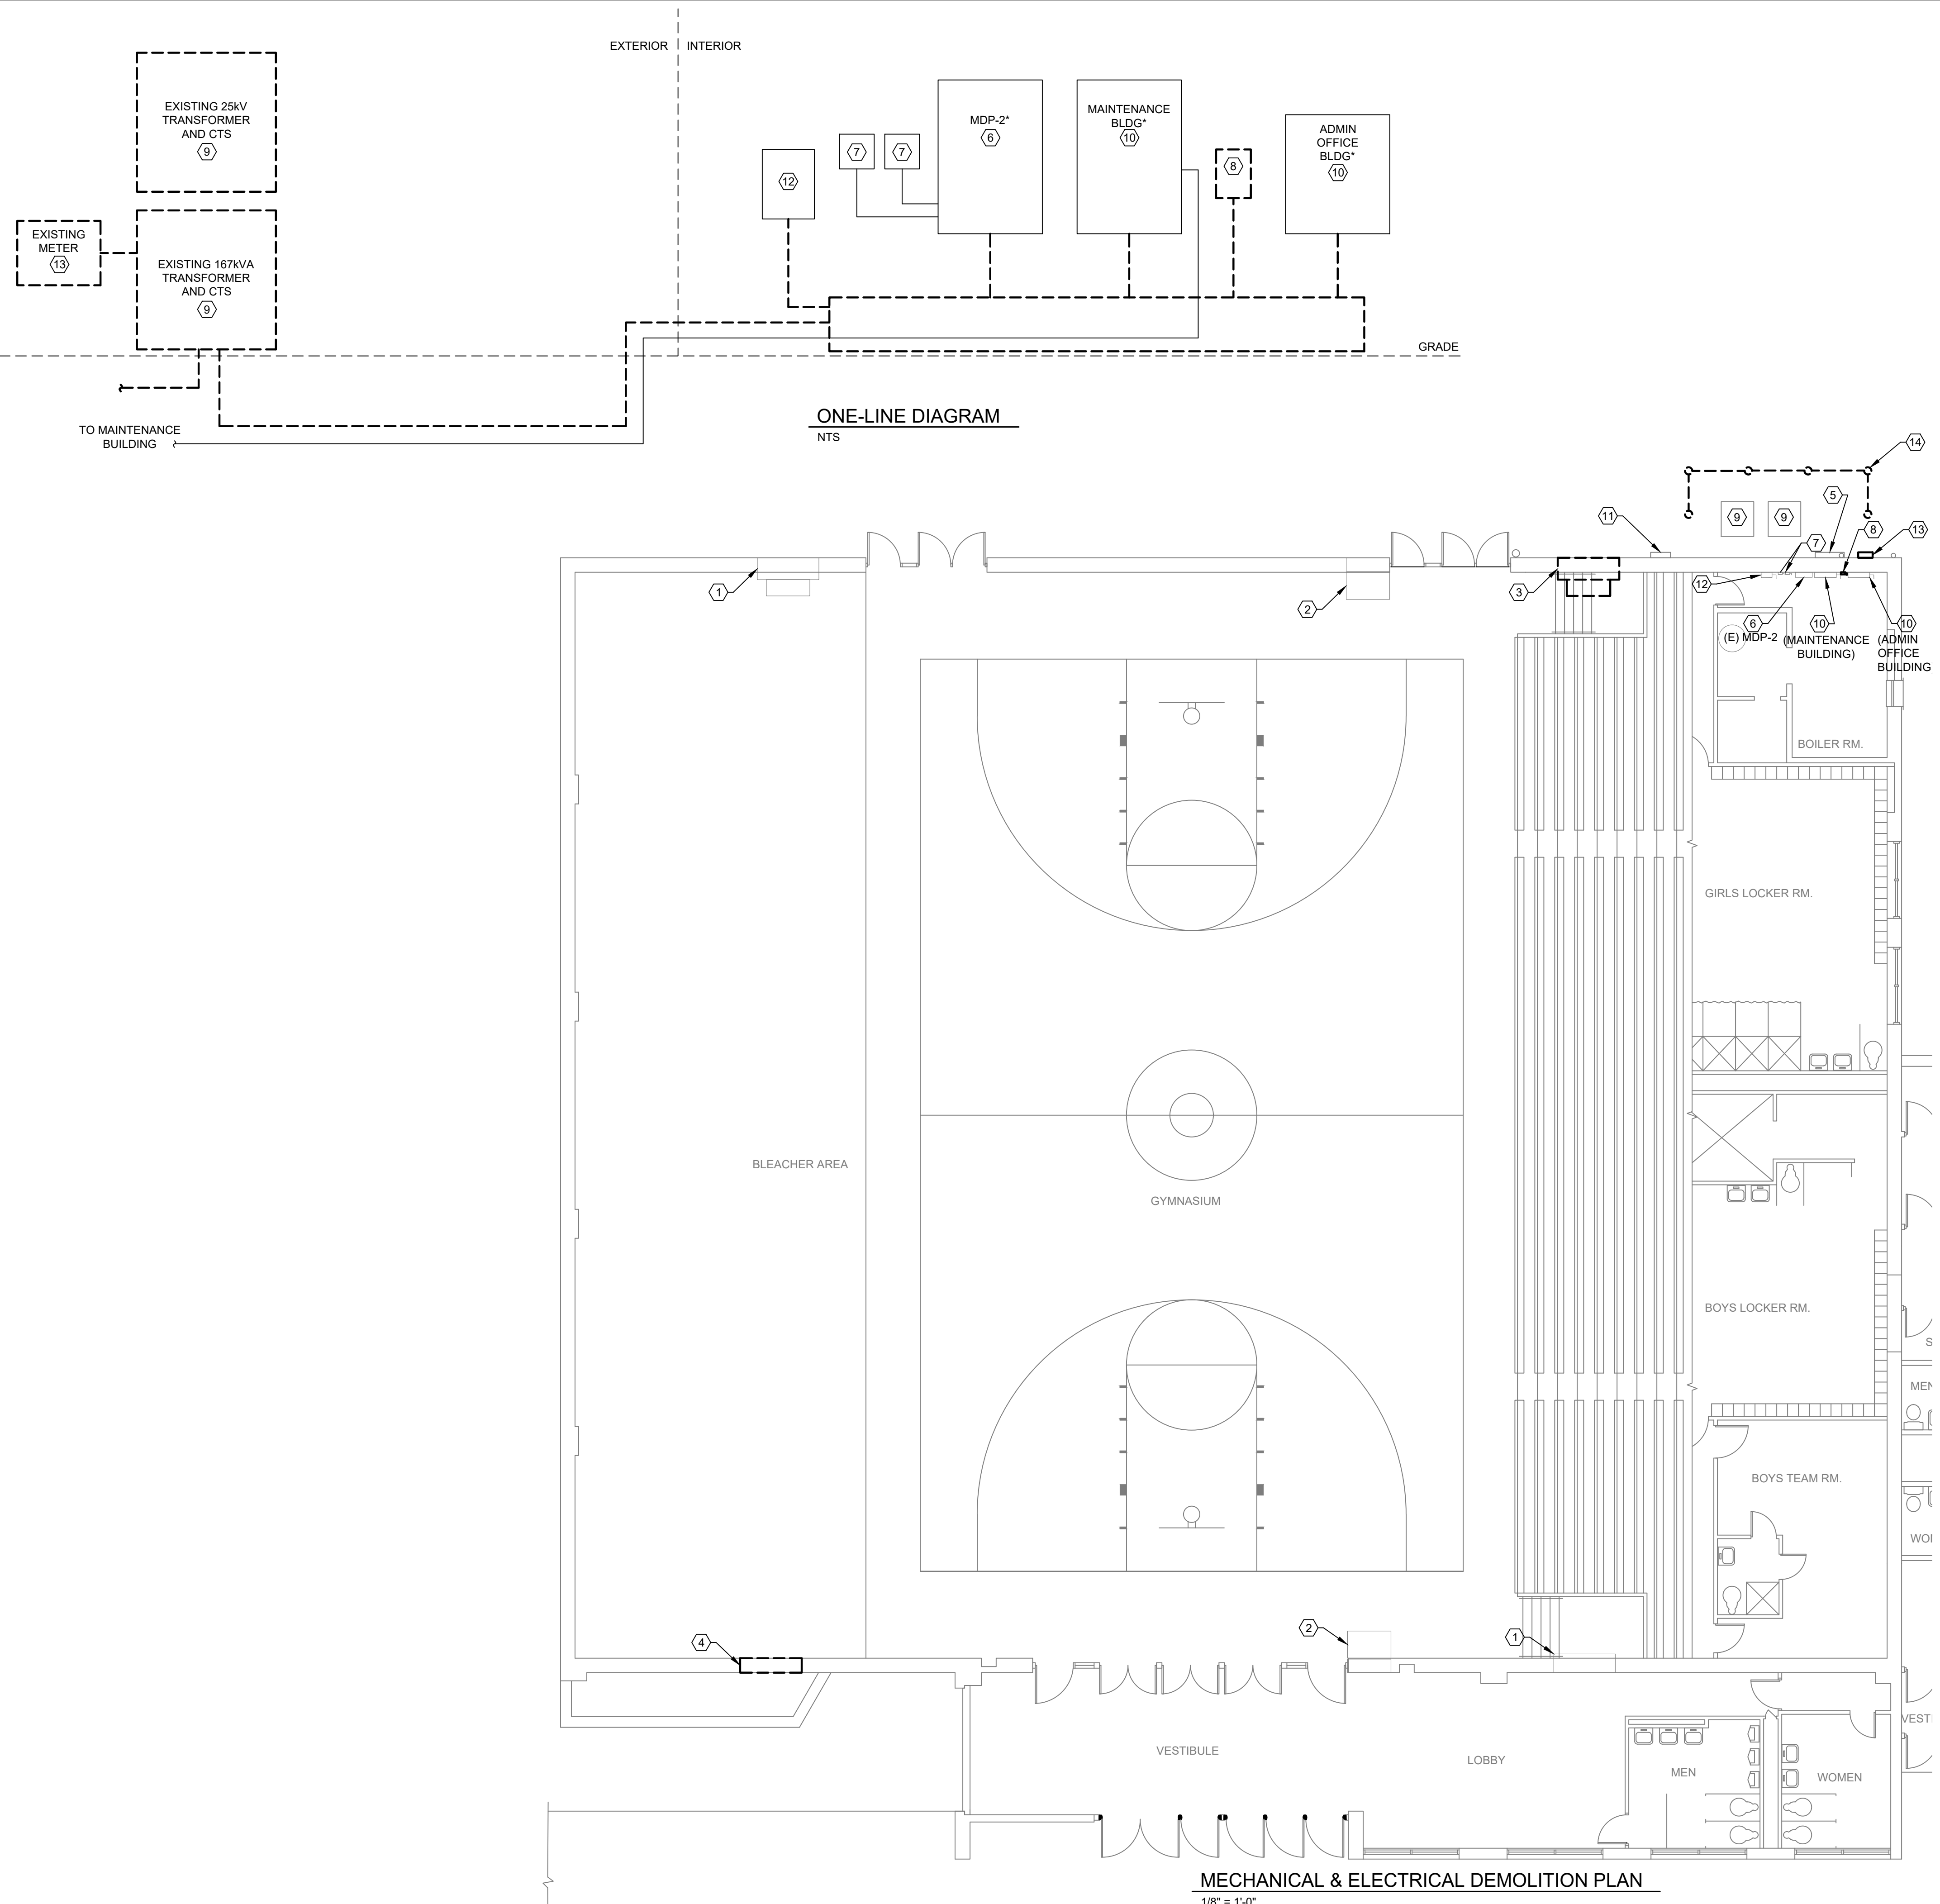 EXTERIOR
INTERIOR
EXISTING 25kV
TRANSFORMER
AND CTS
9
EXISTING
METER
13
EXISTING 167kVA
TRANSFORMER
AND CTS
9
12
7
7
MDP-2*
6
MAINTENANCE
BLDG*
10
8
ADMIN
OFFICE
BLDG*
10
GRADE
TO MAINTENANCE
BUILDING
ONE-LINE DIAGRAM
NTS
14
5
11
9
9
8
13
7
1
2
3
12
6
10
10
(E) MDP-2
(MAINTENANCE
BUILDING)
(ADMIN
OFFICE
BUILDING
BOILER RM.
GIRLS LOCKER RM.
BLEACHER AREA
GYMNASIUM
BOYS LOCKER RM.
S
MEN
BOYS TEAM RM.
4
2
1
VESTIBULE
LOBBY
MEN
WOMEN
VESTI
MECHANICAL & ELECTRICAL DEMOLITION PLAN
1/8" = 1'-0"